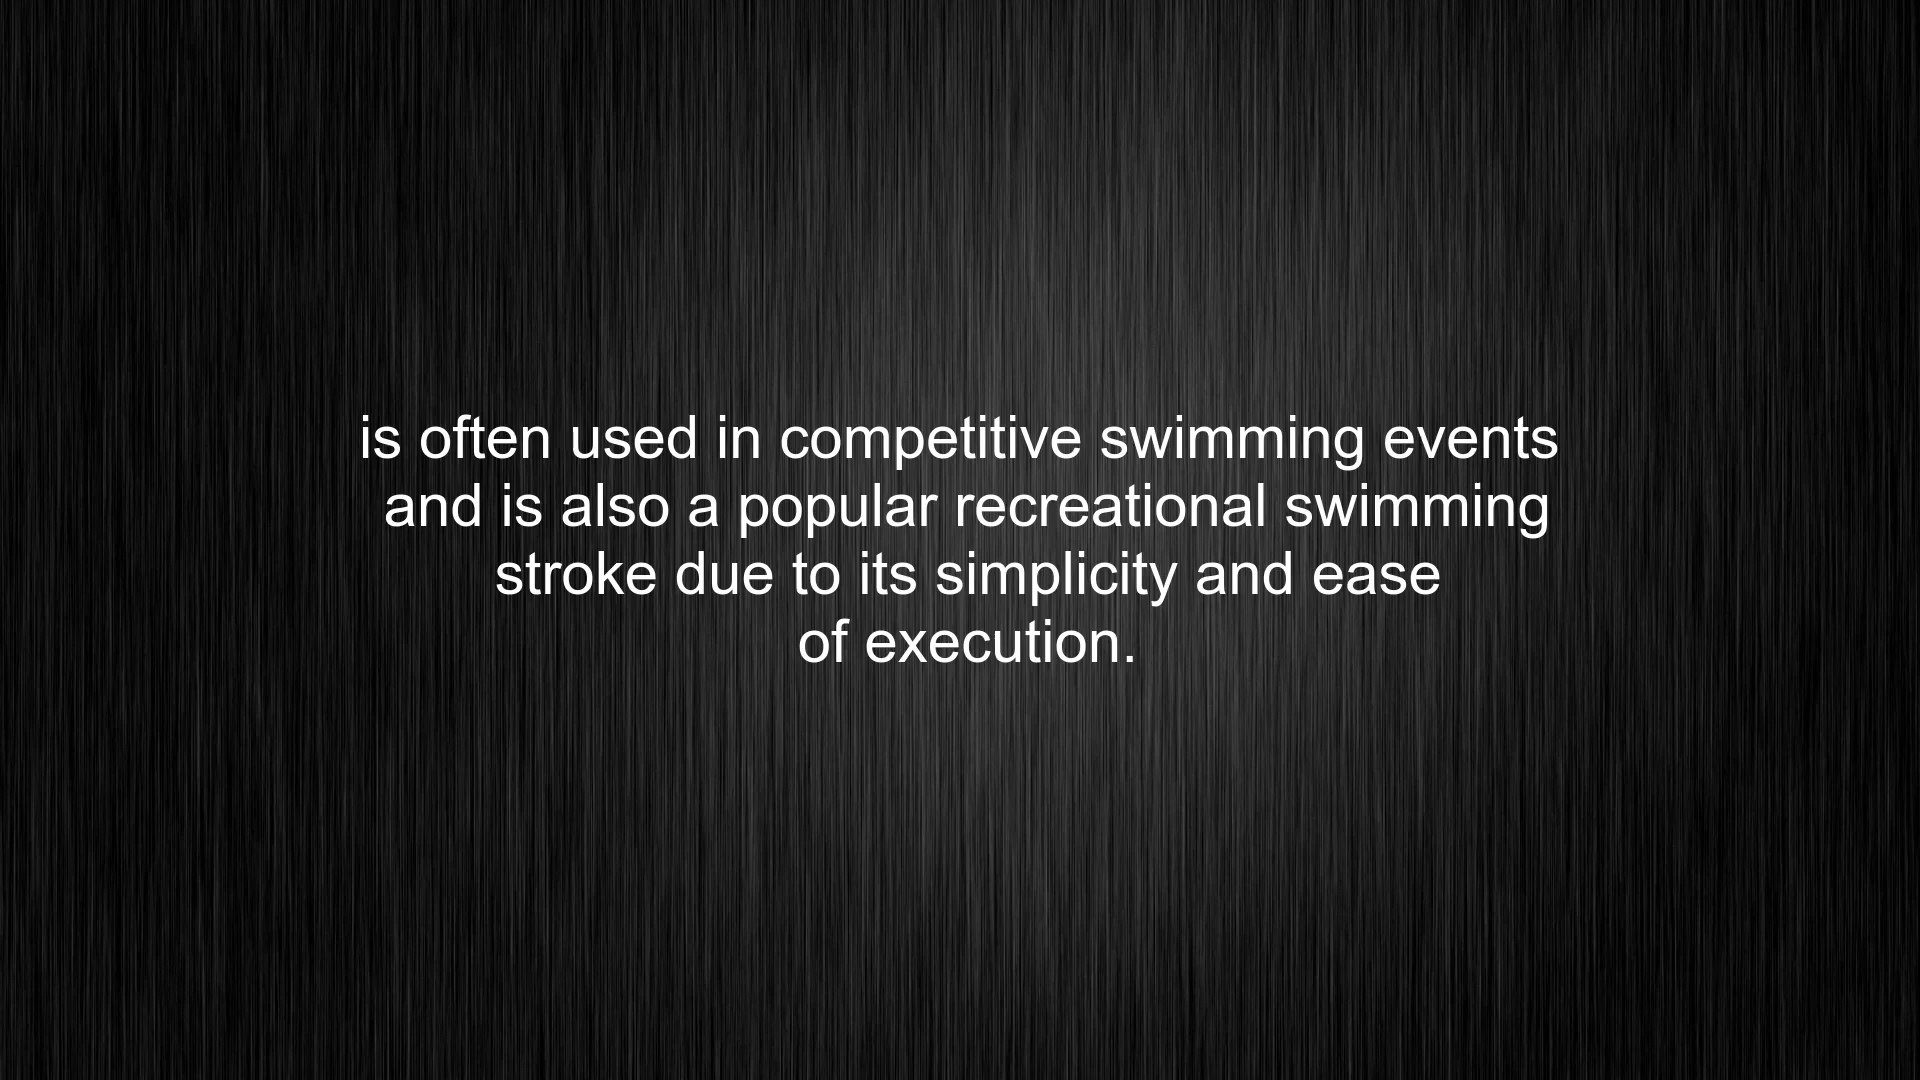 is often used in competitive swimming events
and is also a popular recreational swimming
stroke due to its simplicity and ease
of execution.